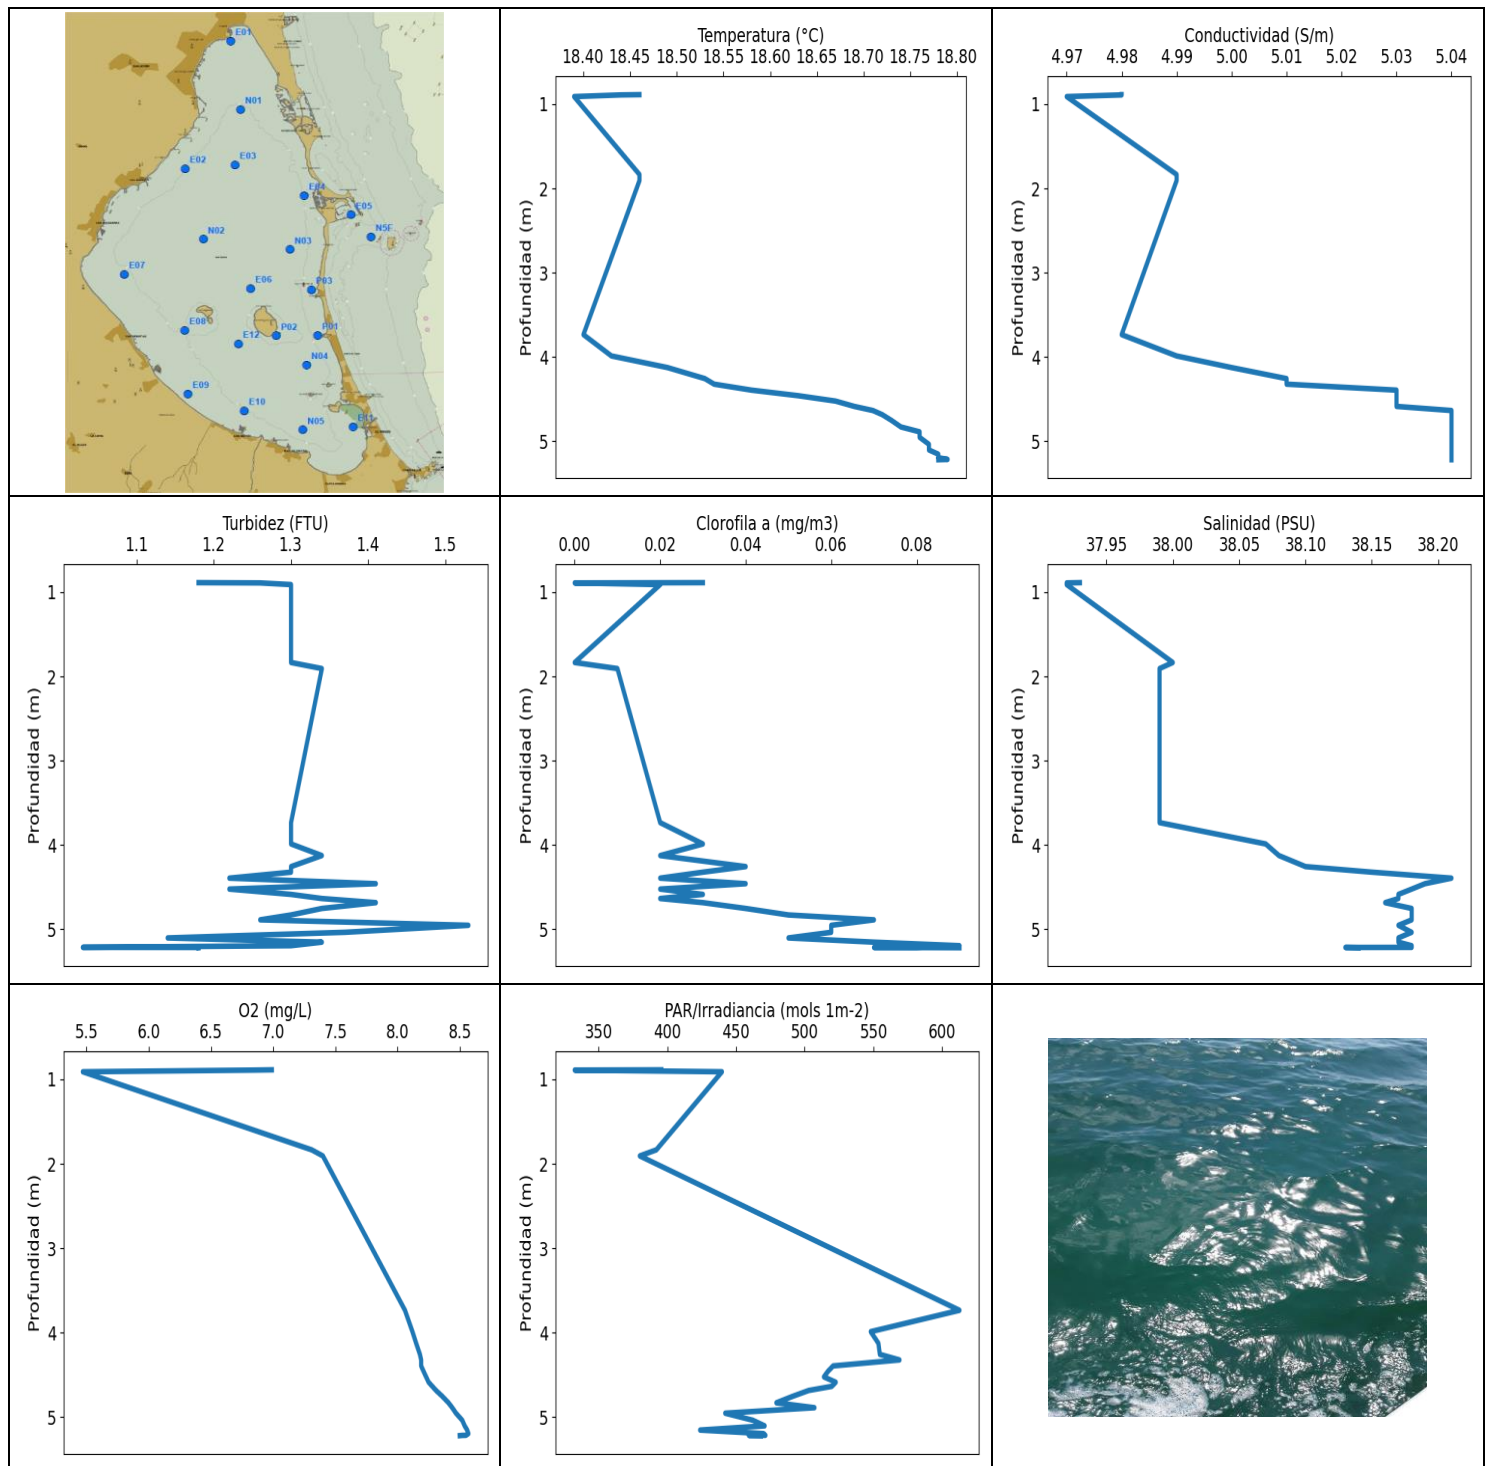 E01
N01
E02
E03
E04
E05
N5F
N02
N03
E07
E06
P03
E08
P02
P01
E12
N04
E09
E10
N05
E11
Temperatura (°C)
18.40 18.45 18.50 18.55 18.60 18.65 18.70 18.75 18.80
Profundidad (m)
1
2
3
4
5
Conductividad (S/m)
4.97 4.98 4.99 5.00 5.01 5.02 5.03 5.04
Profundidad (m)
1
2
3
4
5
Turbidez (FTU)
1.1 1.2 1.3 1.4 1.5
Profundidad (m)
1
2
3
4
5
Clorofila a (mg/m3)
0.00 0.02 0.04 0.06 0.08
Profundidad (m)
1
2
3
4
5
Salinidad (PSU)
37.95 38.00 38.05 38.10 38.15 38.20
Profundidad (m)
1
2
3
4
5
O2 (mg/L)
5.5 6.0 6.5 7.0 7.5 8.0 8.5
Profundidad (m)
1
2
3
4
5
PAR/Irradiancia (mols 1m-2)
350 400 450 500 550 600
Profundidad (m)
1
2
3
4
5